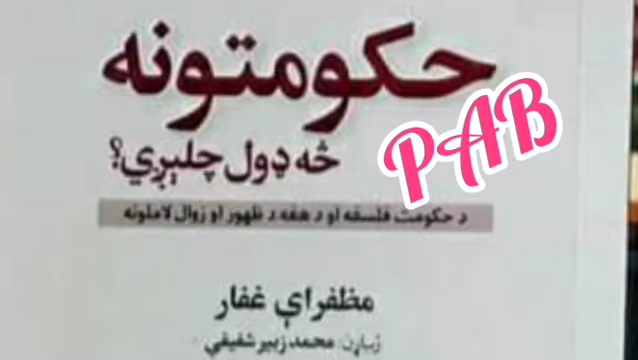 حکومتونه
څه ډول چلېږي؟
PAB
د حکومت فلسفه او د هغه د ظهور او زوال لاملونه
مظفراې غفار
ژباړن: محمد زبیر شفیقي